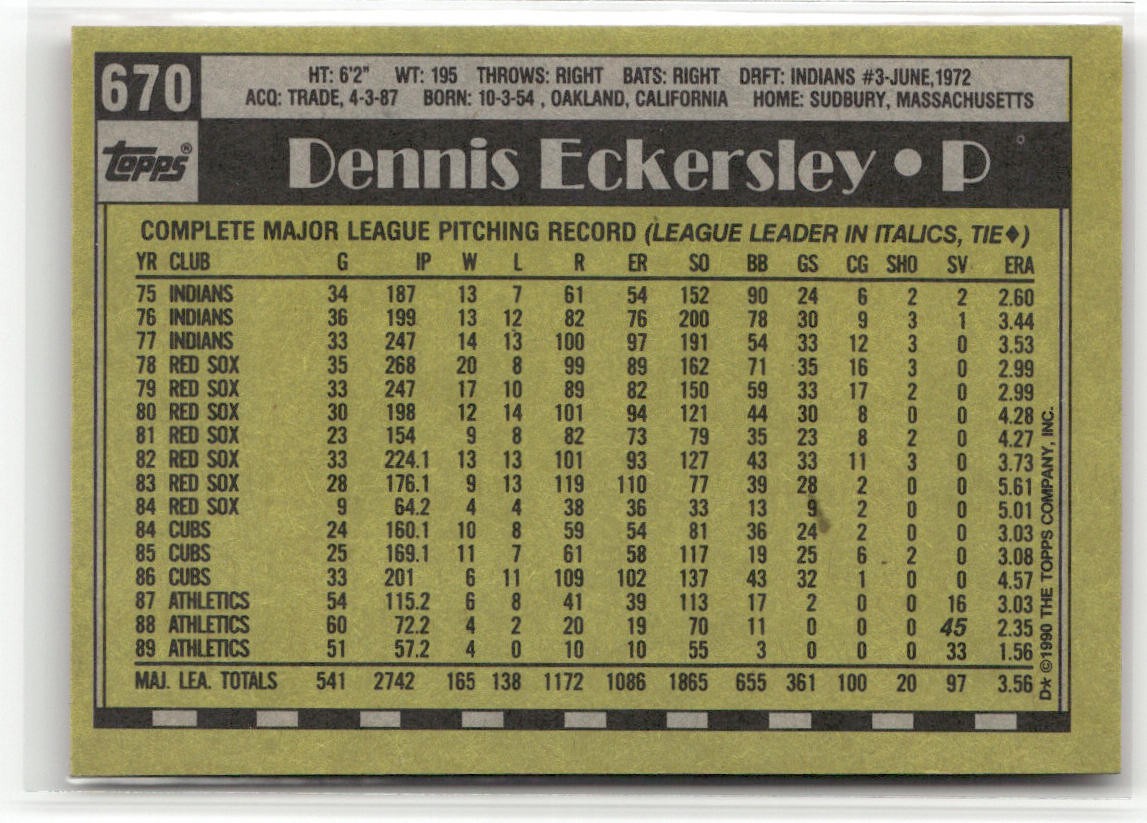 670
HT: 6'2" WT: 195 THROWS: RIGHT BATS: RIGHT DRFT: INDIANS #3-JUNE,1972
ACQ: TRADE, 4-3-87 BORN: 10-3-54 , OAKLAND, CALIFORNIA HOME: SUDBURY, MASSACHUSETTS
topps®
Dennis Eckersley • P
COMPLETE MAJOR LEAGUE PITCHING RECORD (LEAGUE LEADER IN ITALICS, TIE♦)
YR CLUB G IP W L R ER SO BB GS CG SHO SV ERA
75 INDIANS 34 187 13 7 61 54 152 90 24 6 2 2 2.60
76 INDIANS 36 199 13 12 82 76 200 78 30 9 3 1 3.44
77 INDIANS 33 247 14 13 100 97 191 54 33 12 3 0 3.53
78 RED SOX 35 268 20 8 99 89 162 71 35 16 3 0 2.99
79 RED SOX 33 247 17 10 89 82 150 59 33 17 2 0 2.99
80 RED SOX 30 198 12 14 101 94 121 44 30 8 0 0 4.28
81 RED SOX 23 154 9 8 82 73 79 35 23 8 2 0 4.27
82 RED SOX 33 224.1 13 13 101 93 127 43 33 11 3 0 3.73
83 RED SOX 28 176.1 9 13 119 110 77 39 28 2 0 0 5.61
84 RED SOX 9 64.2 4 4 38 36 33 13 9 2 0 0 5.01
84 CUBS 24 160.1 10 8 59 54 81 36 24 2 0 0 3.03
85 CUBS 25 169.1 11 7 61 58 117 19 25 6 2 0 3.08
86 CUBS 33 201 6 11 109 102 137 43 32 1 0 0 4.57
87 ATHLETICS 54 115.2 6 8 41 39 113 17 2 0 0 16 3.03
88 ATHLETICS 60 72.2 4 2 20 19 70 11 0 0 0 45 2.35
89 ATHLETICS 51 57.2 4 0 10 10 55 3 0 0 0 33 1.56
MAJ. LEA. TOTALS 541 2742 165 138 1172 1086 1865 655 361 100 20 97 3.56
D* ©1990 THE TOPPS COMPANY, INC.